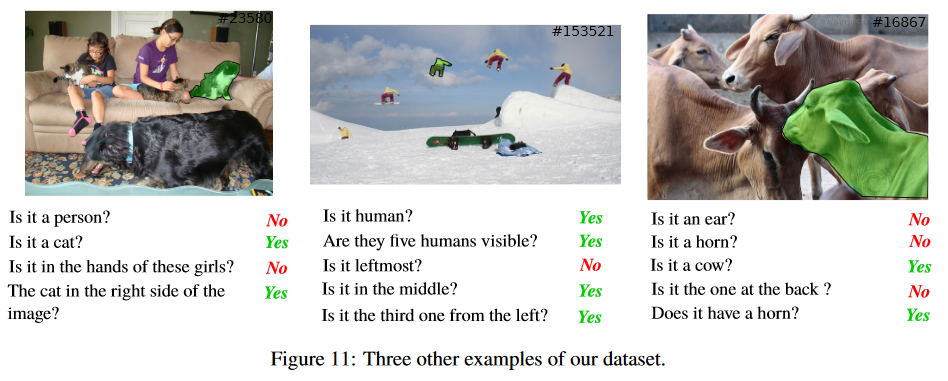 #23580
#153521
#16867
Is it a person? No
Is it a cat? Yes
Is it in the hands of these girls? No
The cat in the right side of the image? Yes
Is it human? Yes
Are they five humans visible? Yes
Is it leftmost? No
Is it in the middle? Yes
Is it the third one from the left? Yes
Is it an ear? No
Is it a horn? No
Is it a cow? Yes
Is it the one at the back ? No
Does it have a horn? Yes
Figure 11: Three other examples of our dataset.